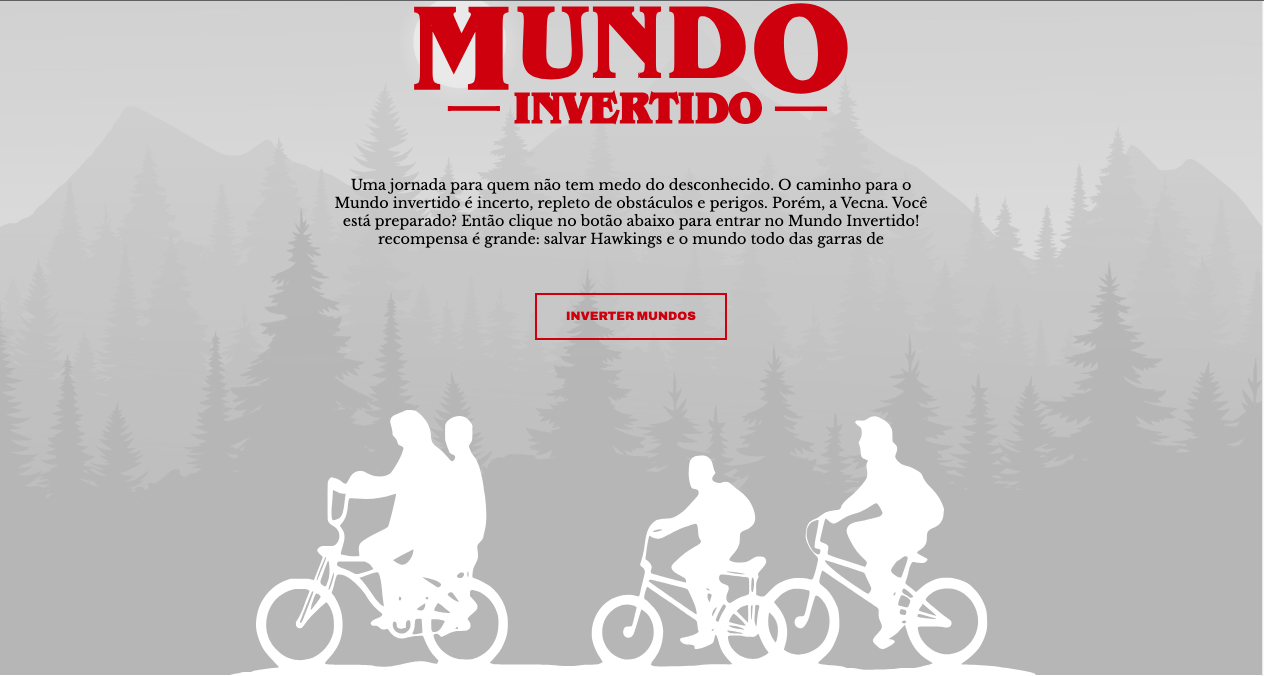 MUNDO
INVERTIDO
Uma jornada para quem não tem medo do desconhecido. O caminho para o
Mundo invertido é incerto, repleto de obstáculos e perigos. Porém, a Vecna. Você
está preparado? Então clique no botão abaixo para entrar no Mundo Invertido!
recompensa é grande: salvar Hawkings e o mundo todo das garras de
INVERTER MUNDOS